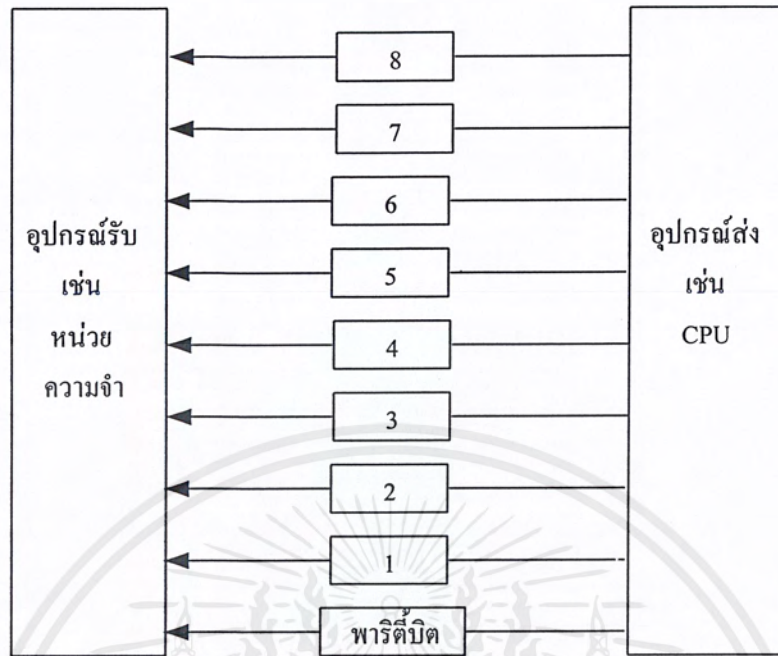 อุปกรณ์รับ
เช่น
หน่วย
ความจำ
8
7
6
5
4
3
2
1
พาริตี้บิต
อุปกรณ์ส่ง
เช่น
CPU